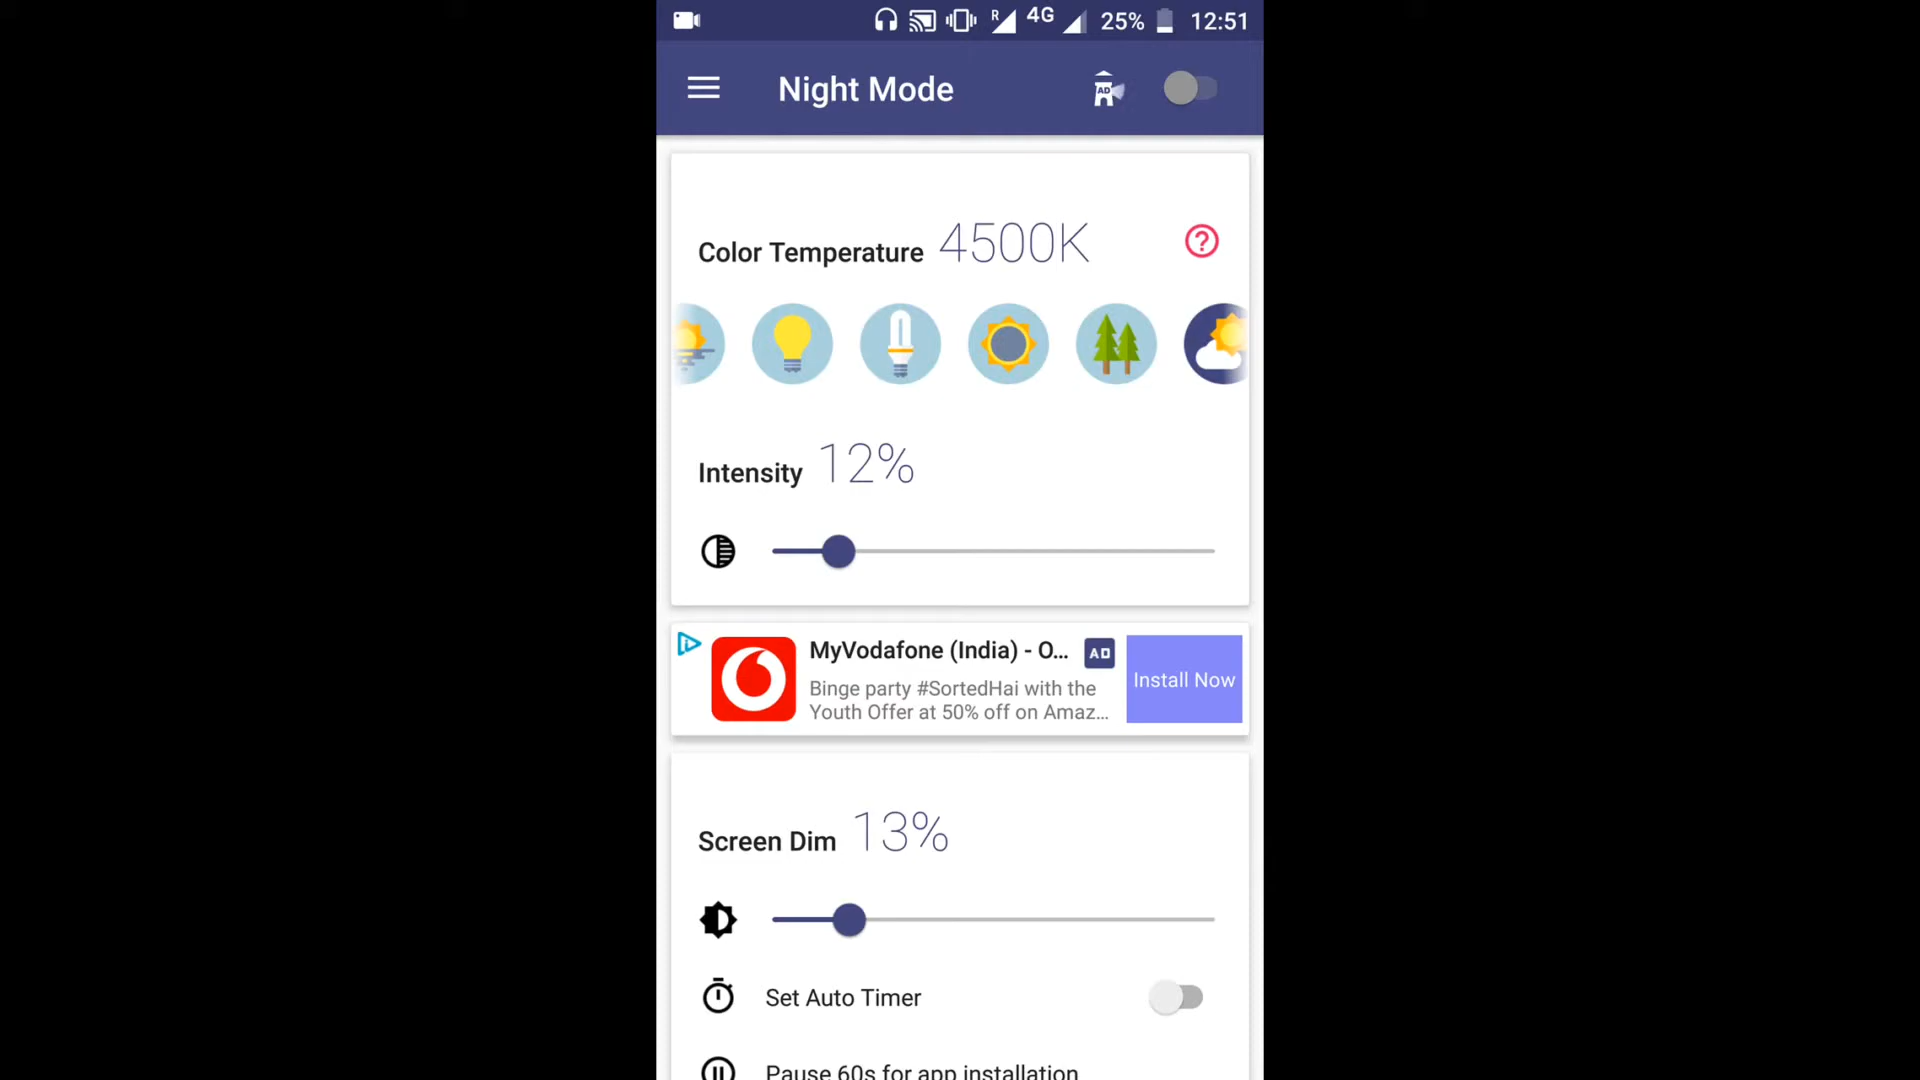 R 4G 25% 12:51
Night Mode
AD
Color Temperature 4500K
Intensity 12%
MyVodafone (India) - O... AD
Binge party #SortedHai with the
Youth Offer at 50% off on Amaz...
Install Now
Screen Dim 13%
Set Auto Timer
Pause 60s for app installation